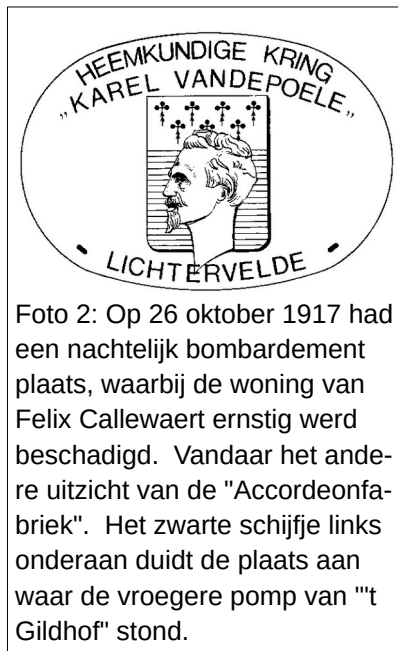 HEEMKUNDIGE KRING
„KAREL VANDEPOELE„
- LICHTERVELDE -
Foto 2: Op 26 oktober 1917 had
een nachtelijk bombardement
plaats, waarbij de woning van
Felix Callewaert ernstig werd
beschadigd.  Vandaar het ande-
re uitzicht van de "Accordeonfa-
briek".  Het zwarte schijfje links
onderaan duidt de plaats aan
waar de vroegere pomp van "'t
Gildhof" stond.